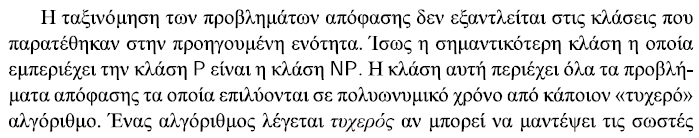 Η ταξινόμηση των προβλημάτων απόφασης δεν εξαντλείται στις κλάσεις που
παρατέθηκαν στην προηγουμένη ενότητα. Ίσως η σημαντικότερη κλάση η οποία
εμπεριέχει την κλάση P είναι η κλάση NP. Η κλάση αυτή περιέχει όλα τα προβλή-
ματα απόφασης τα οποία επιλύονται σε πολυωνυμικό χρόνο από κάποιον «τυχερό»
αλγόριθμο. Ένας αλγόριθμος λέγεται τυχερός αν μπορεί να μαντέψει τις σωστές